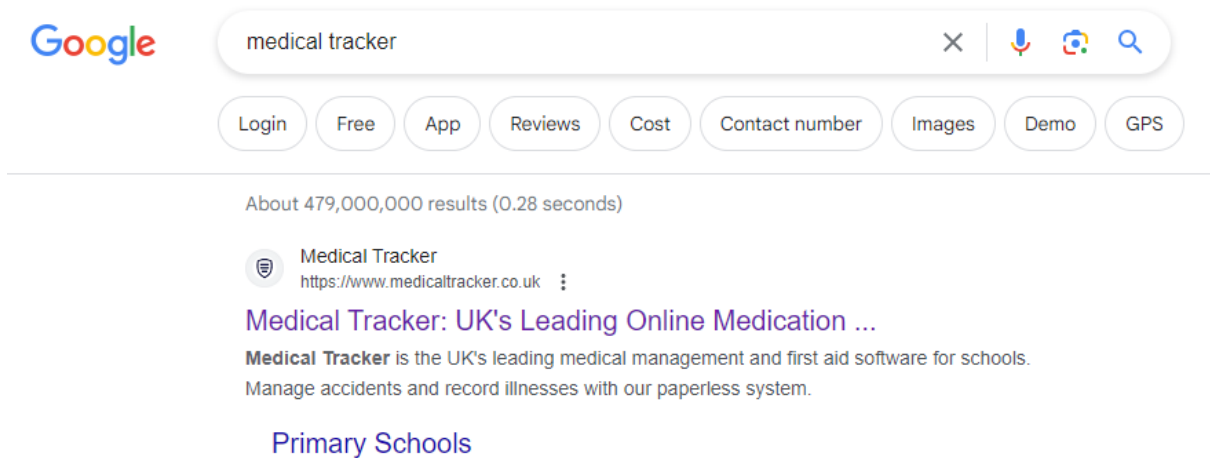 Google
medical tracker
Login Free App Reviews Cost Contact number Images Demo GPS
About 479,000,000 results (0.28 seconds)
Medical Tracker
https://www.medicaltracker.co.uk
Medical Tracker: UK's Leading Online Medication ...
Medical Tracker is the UK's leading medical management and first aid software for schools.
Manage accidents and record illnesses with our paperless system.
Primary Schools